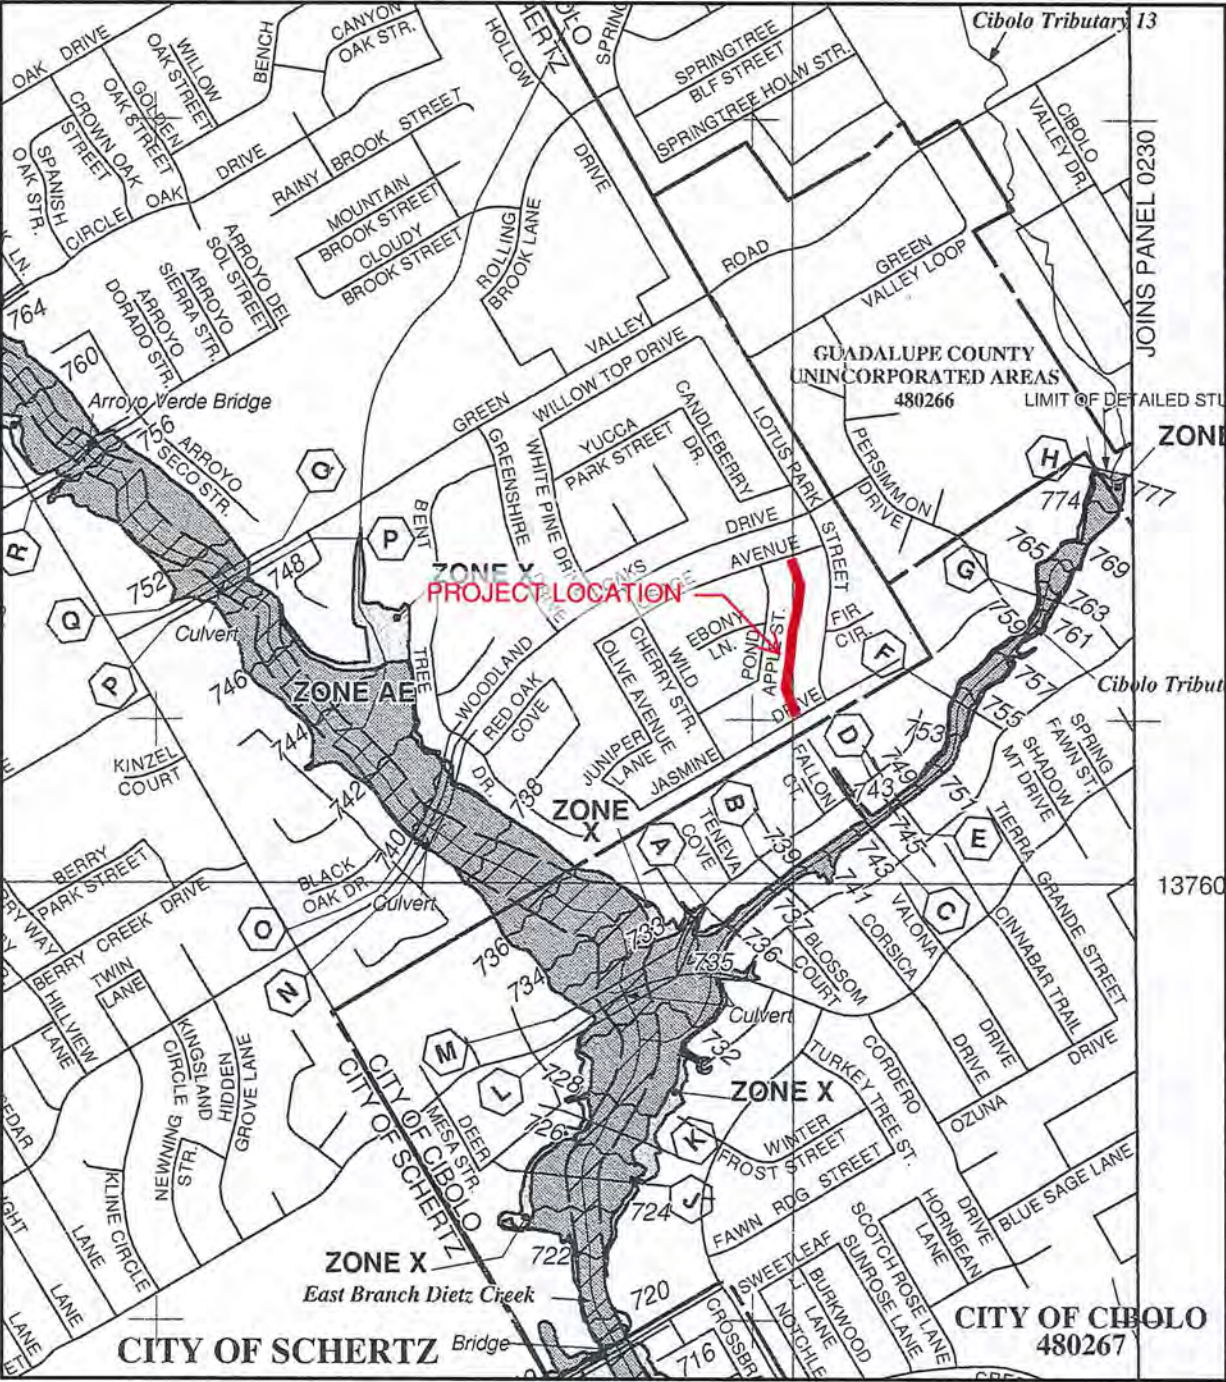 Cibolo Tributary 13
OAK DRIVE
WILLOW
OAK STREET
BENCH
CANYON
OAK STR.
HOLLOW
SPRINGTREE
BLF STREET
SPRINGTREE HOLW STR.
GOLDEN
OAK STREET
CROWN OAK
STREET
SPANISH
OAK STR.
CIRCLE OAK DRIVE
RAINY BROOK STREET
DRIVE
CIBOLO
VALLEY DR.
JOINS PANEL 0230
MOUNTAIN
BROOK STREET
CLOUDY
BROOK STREET
ROLLING
BROOK LANE
ARROYO DEL
SOL STREET
ARROYO
SIERRA STR.
ARROYO
DORADO STR.
LN.
ROAD
GREEN
VALLEY LOOP
764
760
Arroyo Verde Bridge
756
ARROYO
SECO STR.
GREEN VALLEY
WILLOW TOP DRIVE
GUADALUPE COUNTY
UNINCORPORATED AREAS
480266
LIMIT OF DETAILED STU
ZONE
YUCCA
PARK STREET
CANDLEBERRY
DR.
LOTUS PARK
STREET
PERSIMMON
DRIVE
GREENSHIRE
WHITE PINE DR
BENT
TREE
H
774
777
Q
P
R
748
752
ZONE X
DRIVE
OAKS
AVENUE
PROJECT LOCATION
G
765
769
763
761
759
757
Q
Culvert
P
746
ZONE AE
744
WOODLAND
RED OAK
COVE
DR.
EBONY
LN.
WILD
CHERRY STR.
OLIVE AVENUE
JUNIPER
LANE
JASMINE
DRIVE
POND
APPLE ST.
FIR
CIR.
F
Cibolo Tribut
KINZEL
COURT
742
740
738
ZONE
X
FALLON
CT.
D
753
755
749
743
751
SPRING
FAWN ST.
SHADOW
MT DRIVE
B
A
TENEVA
COVE
739
745
743
741
E
TIERRA
GRANDE STREET
BERRY
PARK STREET
BERRY CREEK DRIVE
BLACK
OAK DR.
Culvert
13760
C
O
N
TWIN
LANE
HILLVIEW
LANE
736
734
733
735
736
737
BLOSSOM
COURT
CORSICA
VALONA
CINNABAR TRAIL
DRIVE
DRIVE
DRIVE
Culvert
KINGSLAND
CIRCLE
HIDDEN
GROVE LANE
NEWNING
STR.
M
L
732
728
726
ZONE X
TURKEY TREE ST.
CORDERO
OZUNA
CITY OF CIBOLO
CITY OF SCHERTZ
DEER
MESA STR.
K
WINTER
FROST STREET
J
724
FAWN RDG STREET
DRIVE
BLUE SAGE LANE
KLINE CIRCLE
LANE
LANE
LANE
722
ZONE X
East Branch Dietz Creek
720
SWEETLEAF
LN
BURKWOOD
LANE
SCOTCH ROSE LANE
SUNROSE LANE
HORNBEAN
LANE
CITY OF SCHERTZ
Bridge
716
CITY OF CIBOLO
480267